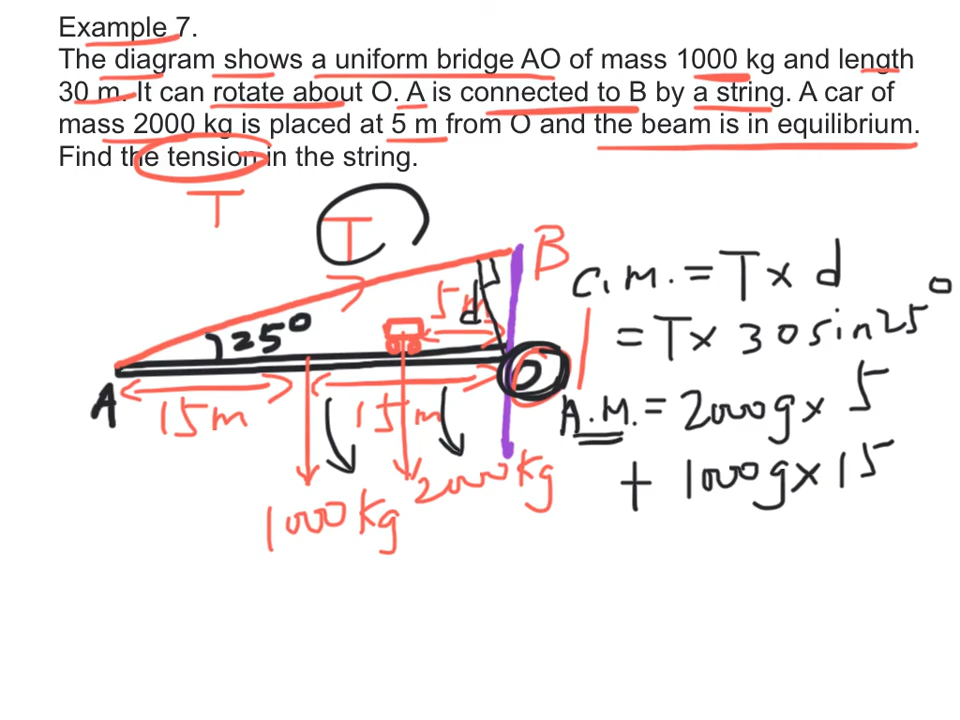 Example 7.
The diagram shows a uniform bridge AO of mass 1000 kg and length
30 m. It can rotate about O. A is connected to B by a string. A car of
mass 2000 kg is placed at 5 m from O and the beam is in equilibrium.
Find the tension in the string.
T
T
B
5 m
d
25°
A
O
15m
15m
1000kg
2000kg
C.M. = T × d
= T × 30 sin 25°
A.M. = 2000g × 5
+ 1000g × 15